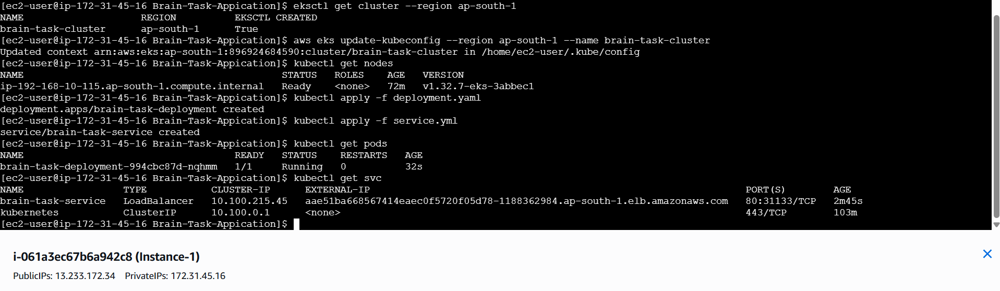 [ec2-user@ip-172-31-45-16 Brain-Task-Appication]$ eksctl get cluster --region ap-south-1
NAME REGION EKSCTL CREATED
brain-task-cluster ap-south-1 True
[ec2-user@ip-172-31-45-16 Brain-Task-Appication]$ aws eks update-kubeconfig --region ap-south-1 --name brain-task-cluster
Updated context arn:aws:eks:ap-south-1:896924684590:cluster/brain-task-cluster in /home/ec2-user/.kube/config
[ec2-user@ip-172-31-45-16 Brain-Task-Appication]$ kubectl get nodes
NAME STATUS ROLES AGE VERSION
ip-192-168-10-115.ap-south-1.compute.internal Ready <none> 72m v1.32.7-eks-3abbec1
[ec2-user@ip-172-31-45-16 Brain-Task-Appication]$ kubectl apply -f deployment.yaml
deployment.apps/brain-task-deployment created
[ec2-user@ip-172-31-45-16 Brain-Task-Appication]$ kubectl apply -f service.yml
service/brain-task-service created
[ec2-user@ip-172-31-45-16 Brain-Task-Appication]$ kubectl get pods
NAME READY STATUS RESTARTS AGE
brain-task-deployment-994cbc87d-nqhmm 1/1 Running 0 32s
[ec2-user@ip-172-31-45-16 Brain-Task-Appication]$ kubectl get svc
NAME TYPE CLUSTER-IP EXTERNAL-IP PORT(S) AGE
brain-task-service LoadBalancer 10.100.215.45 aae51ba668567414eaec0f5720f05d78-1188362984.ap-south-1.elb.amazonaws.com 80:31133/TCP 2m45s
kubernetes ClusterIP 10.100.0.1 <none> 443/TCP 103m
[ec2-user@ip-172-31-45-16 Brain-Task-Appication]$
i-061a3ec67b6a942c8 (Instance-1)
PublicIPs: 13.233.172.34 PrivateIPs: 172.31.45.16